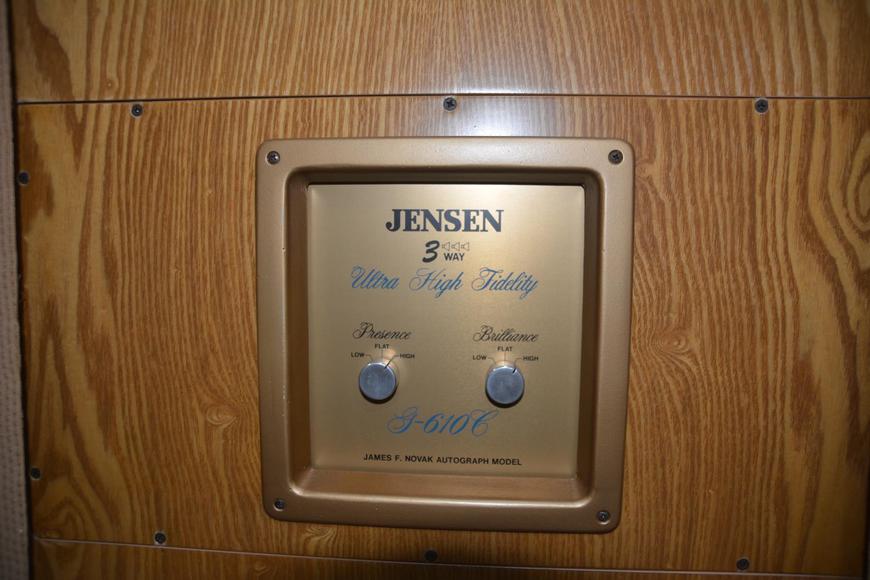 JENSEN
3 WAY
Ultra High Fidelity
Presence Brilliance
FLAT FLAT
LOW HIGH LOW HIGH
G-610C
JAMES F. NOVAK AUTOGRAPH MODEL